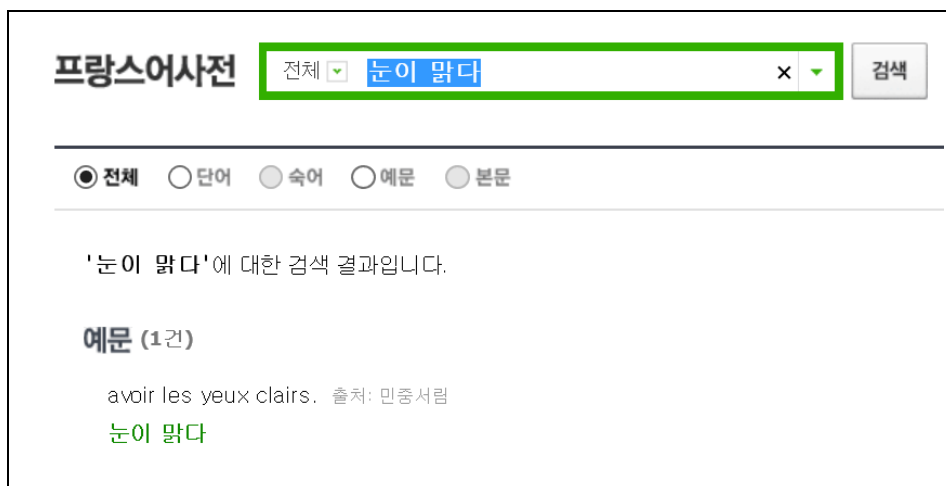 프랑스어사전 전체 눈이 맑다 × 검색
전체 단어 숙어 예문 본문
'눈이 맑다'에 대한 검색 결과입니다.
예문 (1건)
avoir les yeux clairs. 출처: 민중서림
눈이 맑다